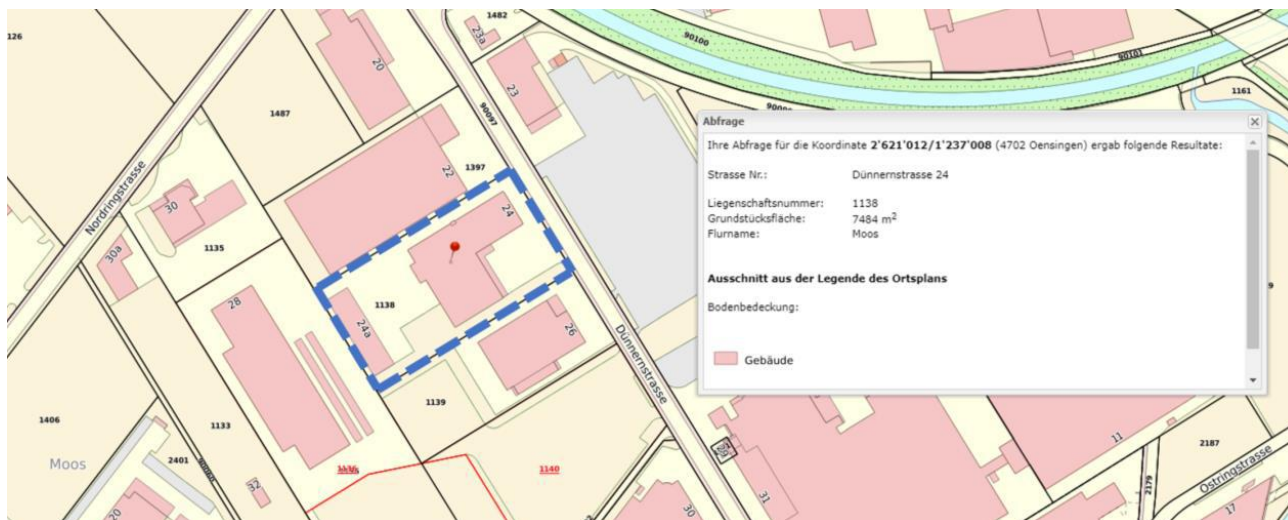 1482
23a
126
20
90100
90101
23
1161
1487
90097
Abfrage
Ihre Abfrage für die Koordinate 2'621'012/1'237'008 (4702 Oensingen) ergab folgende Resultate:
Strasse Nr.: Dünnernstrasse 24
Liegenschaftsnummer: 1138
Grundstücksfläche: 7484 m²
Flurname: Moos
Ausschnitt aus der Legende des Ortsplans
Bodenbedeckung:
Gebäude
22
1397
Nordringstrasse
30
24
30a
1135
28
1138
24a
26
Dünnernstrasse
1139
1406
1133
Moos
2401
1140
32
11
2187
29
Ostringstrasse
2179
31
20
30
17